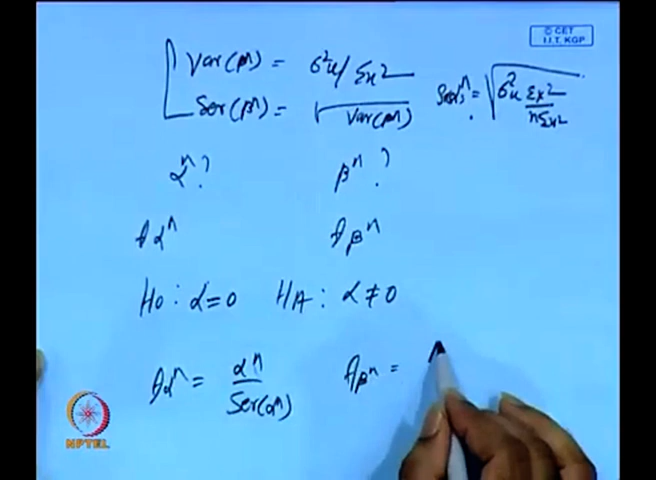 © CET
I.I.T. KGP
Var(β^) = σ²u/Σx²
Ser(β^) = √Var(β^) Ser(α^) = √σ²u Σx²/nΣx²
α^? β^?
tα^ tβ^
H0 : α=0 HA : α≠0
tα^ = α^/Ser(α^) tβ^ =
NPTEL